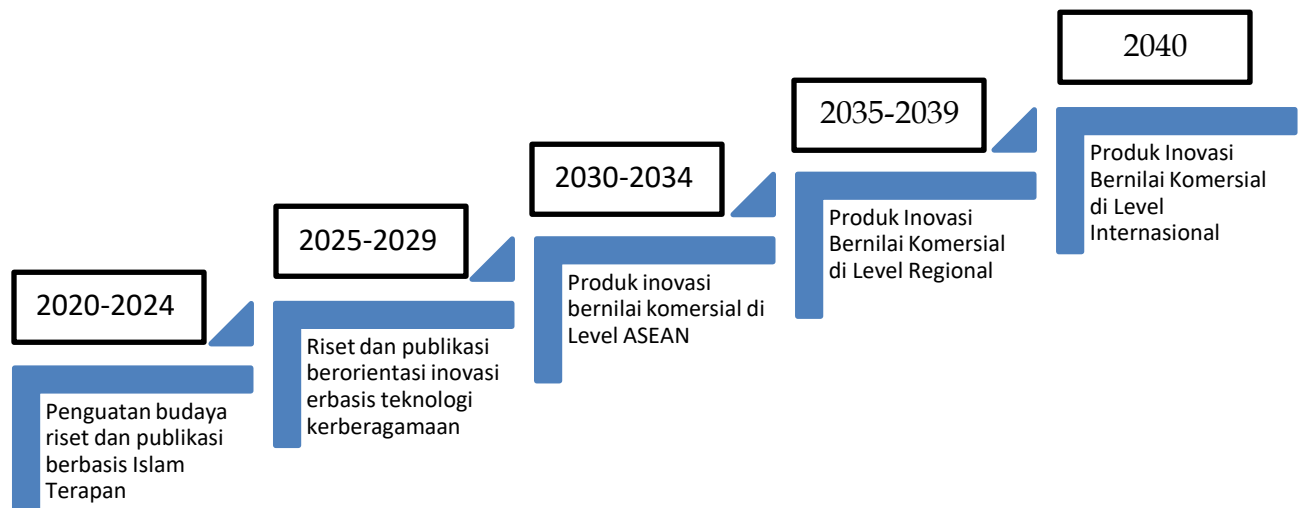 2020-2024
Penguatan budaya
riset dan publikasi
berbasis Islam
Terapan
2025-2029
Riset dan publikasi
berorientasi inovasi
erbasis teknologi
kerberagamaan
2030-2034
Produk inovasi
bernilai komersial di
Level ASEAN
2035-2039
Produk Inovasi
Bernilai Komersial
di Level Regional
2040
Produk Inovasi
Bernilai Komersial
di Level
Internasional